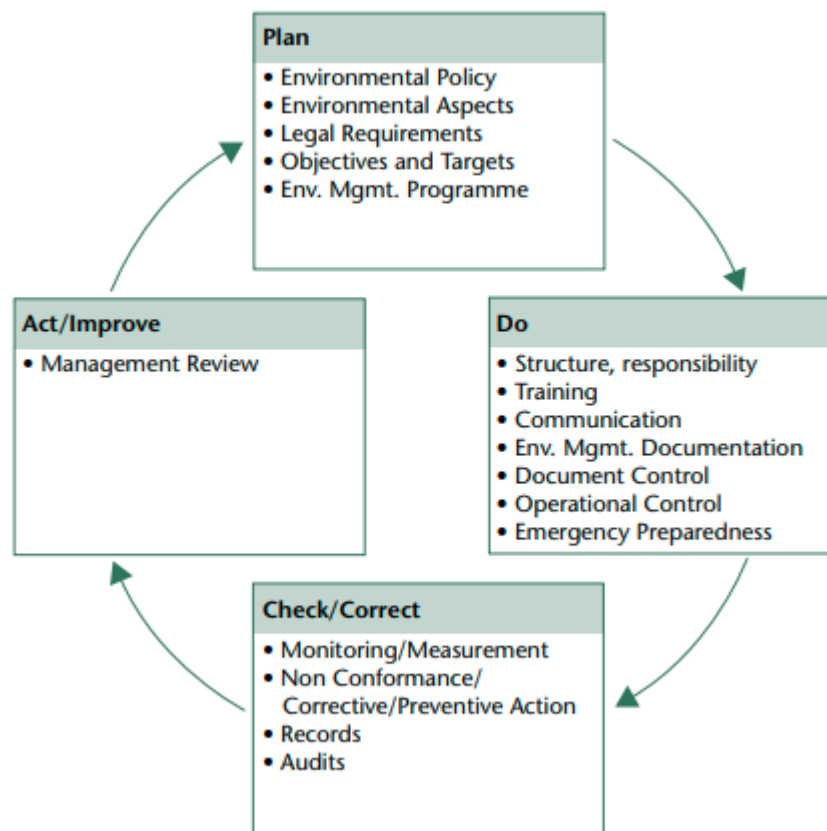 Plan
• Environmental Policy
• Environmental Aspects
• Legal Requirements
• Objectives and Targets
• Env. Mgmt. Programme
Act/Improve
• Management Review
Do
• Structure, responsibility
• Training
• Communication
• Env. Mgmt. Documentation
• Document Control
• Operational Control
• Emergency Preparedness
Check/Correct
• Monitoring/Measurement
• Non Conformance/
Corrective/Preventive Action
• Records
• Audits